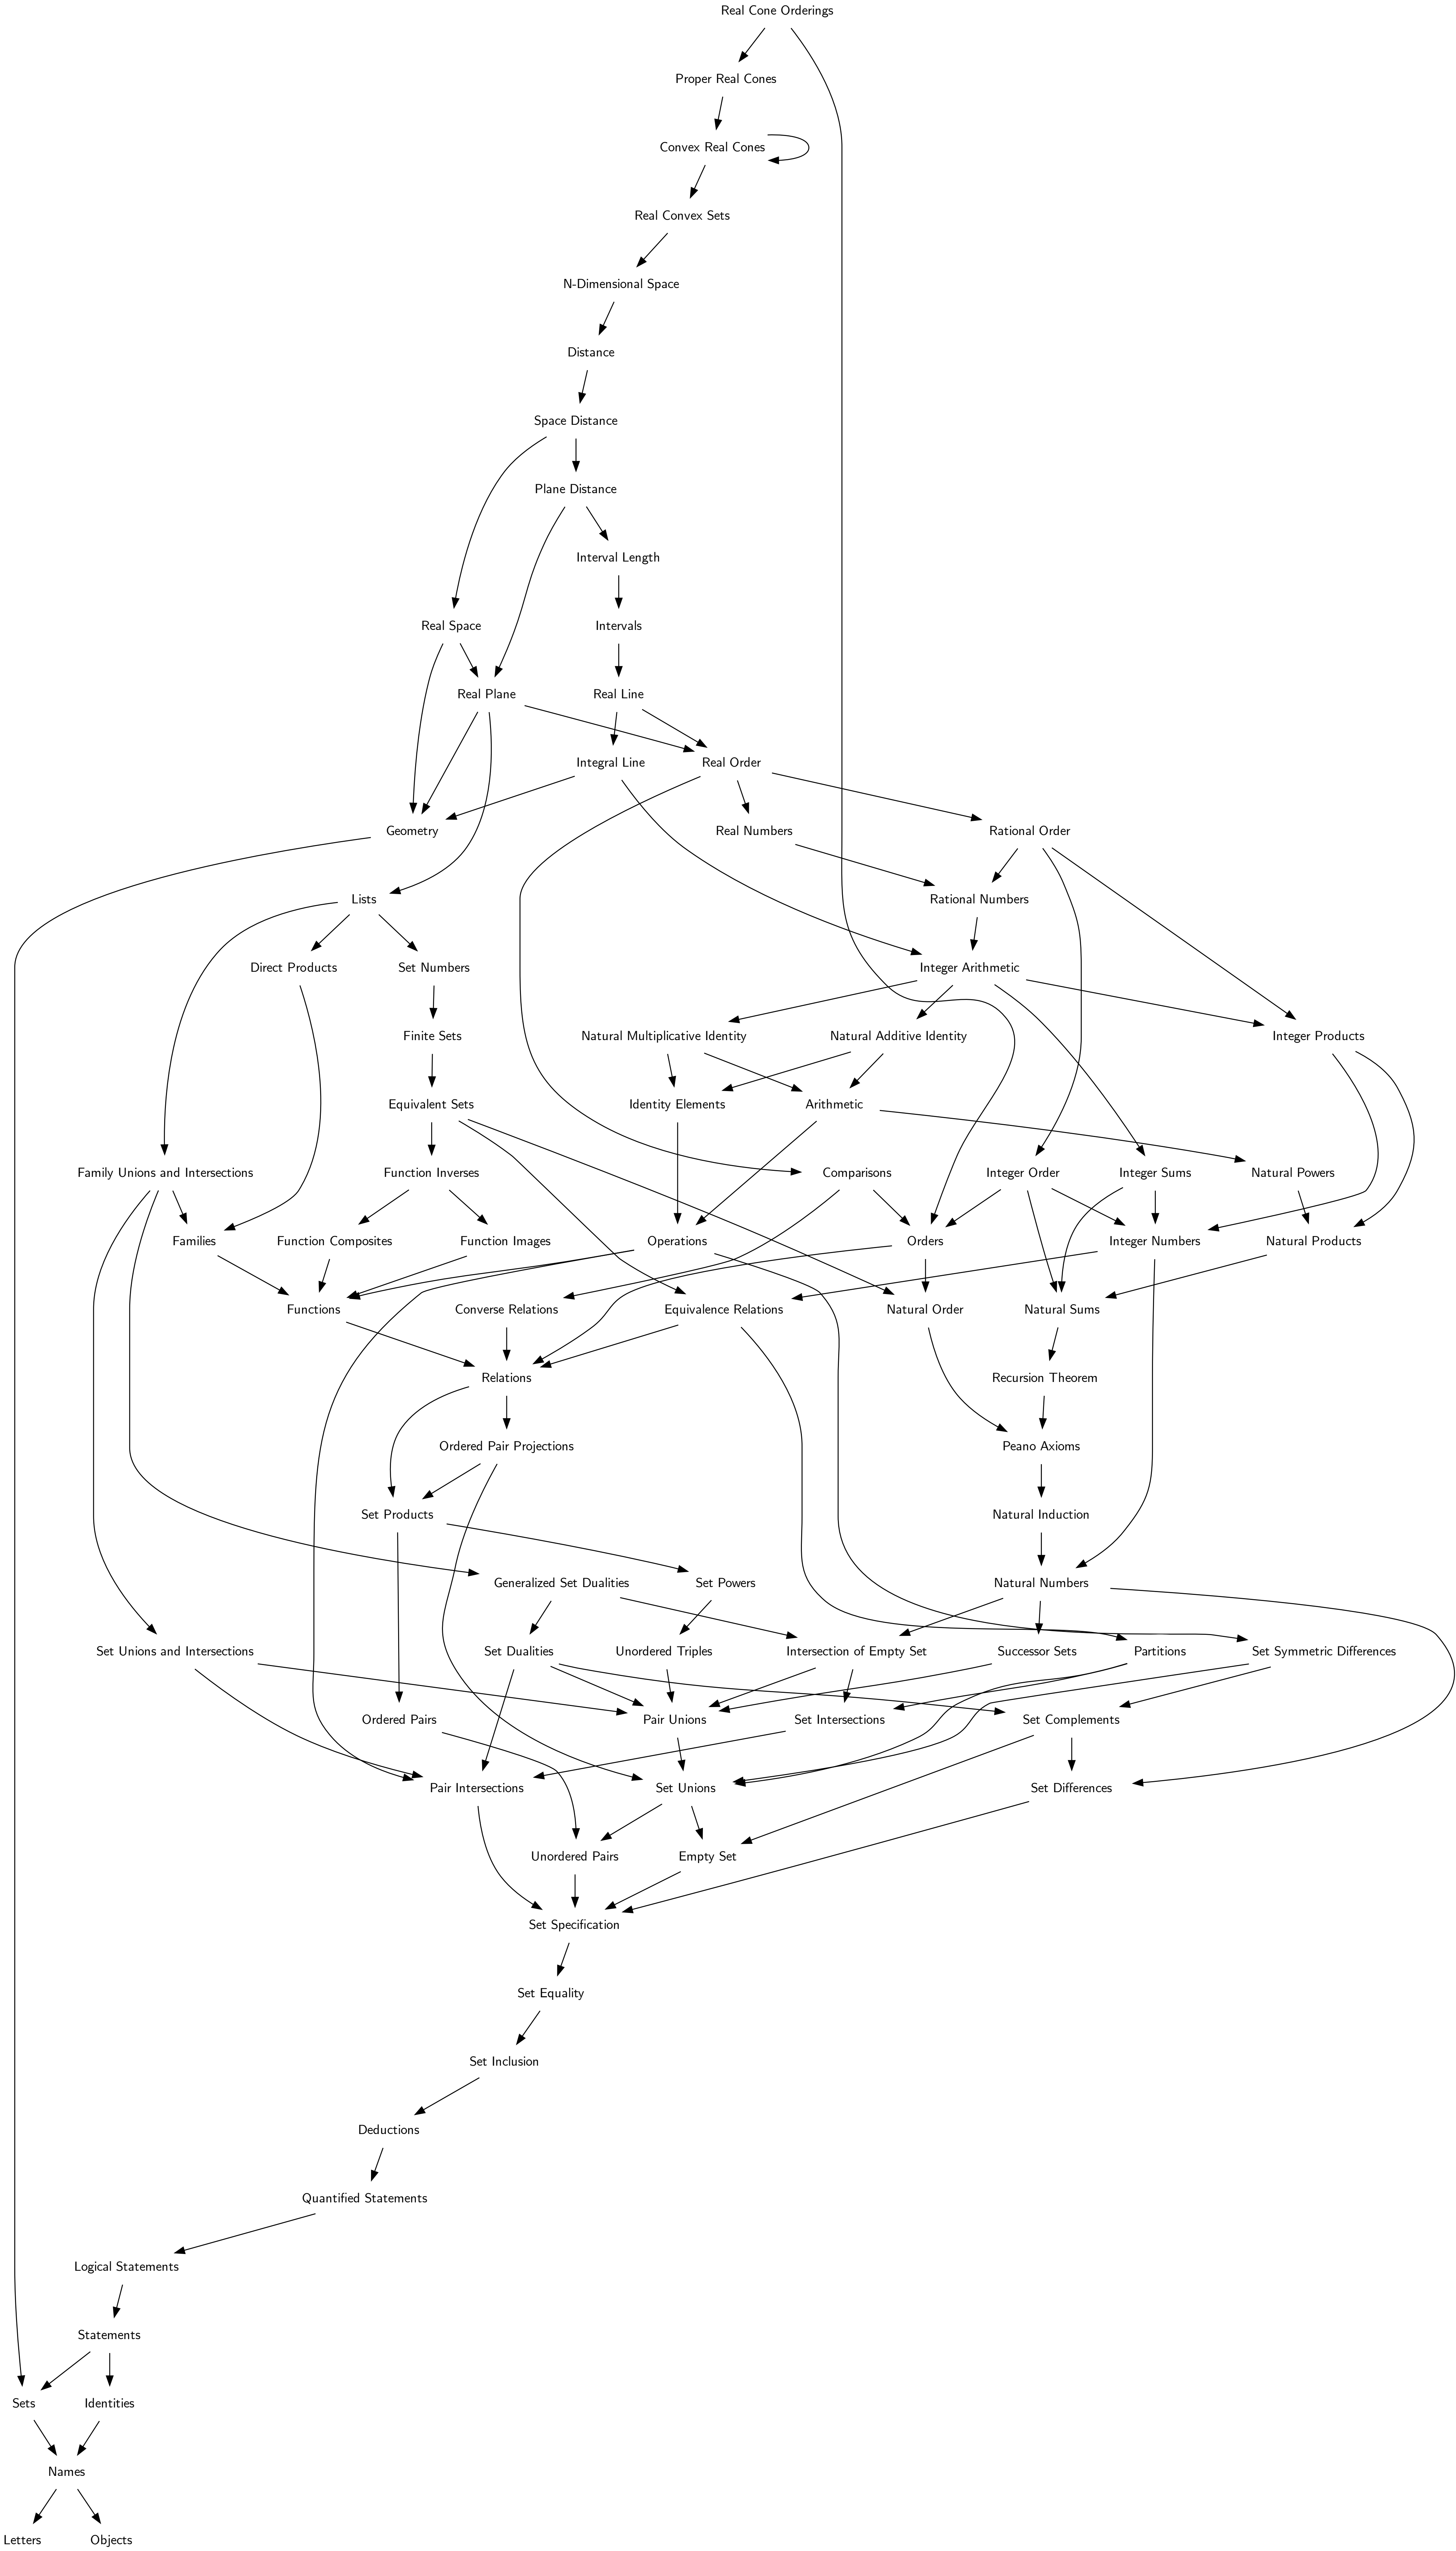 Real Cone Orderings
Proper Real Cones
Convex Real Cones
Real Convex Sets
N-Dimensional Space
Distance
Space Distance
Plane Distance
Interval Length
Real Space
Intervals
Real Plane
Real Line
Integral Line
Real Order
Geometry
Real Numbers
Rational Order
Lists
Rational Numbers
Direct Products
Set Numbers
Integer Arithmetic
Finite Sets
Natural Multiplicative Identity
Natural Additive Identity
Integer Products
Equivalent Sets
Identity Elements
Arithmetic
Family Unions and Intersections
Function Inverses
Comparisons
Integer Order
Integer Sums
Natural Powers
Families
Function Composites
Function Images
Operations
Orders
Integer Numbers
Natural Products
Functions
Converse Relations
Equivalence Relations
Natural Order
Natural Sums
Relations
Recursion Theorem
Ordered Pair Projections
Peano Axioms
Set Products
Natural Induction
Generalized Set Dualities
Set Powers
Natural Numbers
Set Unions and Intersections
Set Dualities
Unordered Triples
Intersection of Empty Set
Successor Sets
Partitions
Set Symmetric Differences
Ordered Pairs
Pair Unions
Set Intersections
Set Complements
Pair Intersections
Set Unions
Set Differences
Unordered Pairs
Empty Set
Set Specification
Set Equality
Set Inclusion
Deductions
Quantified Statements
Logical Statements
Statements
Sets
Identities
Names
Letters
Objects